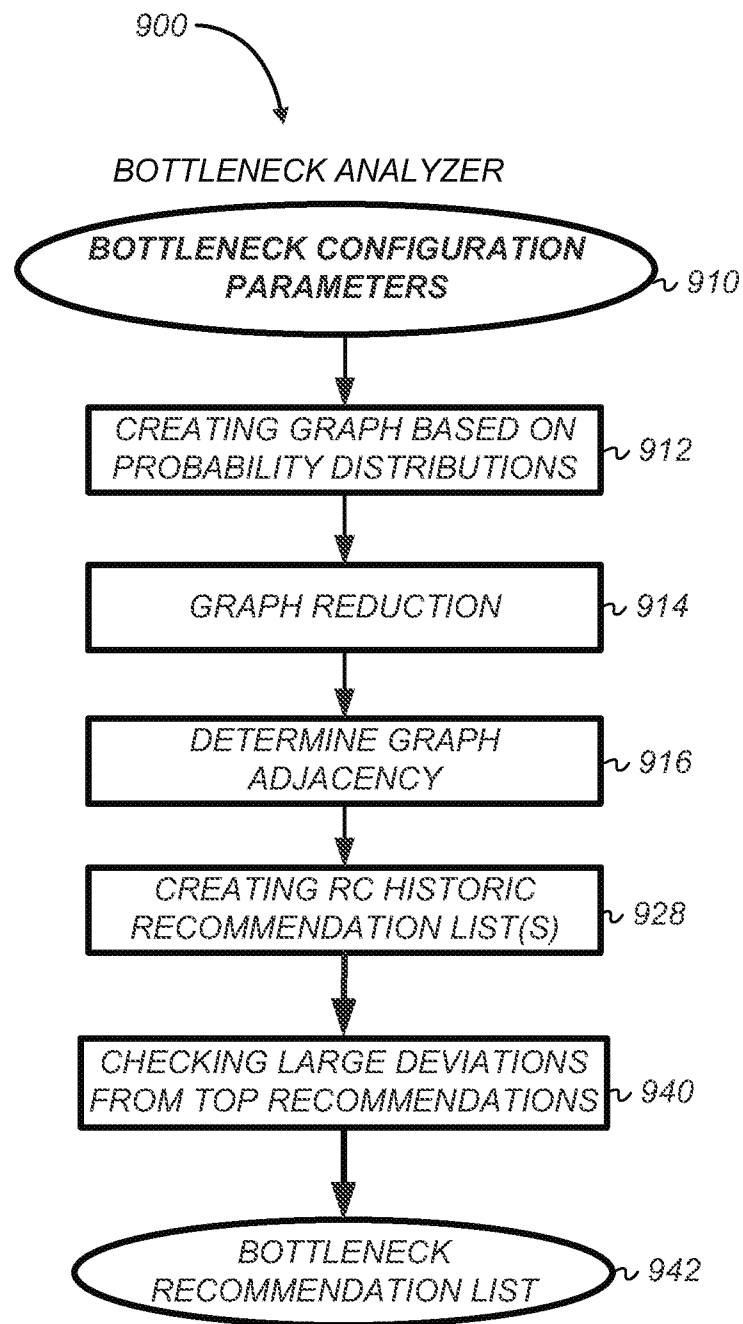 900
BOTTLENECK ANALYZER
BOTTLENECK CONFIGURATION
PARAMETERS
910
CREATING GRAPH BASED ON
PROBABILITY DISTRIBUTIONS
912
GRAPH REDUCTION
914
DETERMINE GRAPH
ADJACENCY
916
CREATING RC HISTORIC
RECOMMENDATION LIST(S)
928
CHECKING LARGE DEVIATIONS
FROM TOP RECOMMENDATIONS
940
BOTTLENECK
RECOMMENDATION LIST
942